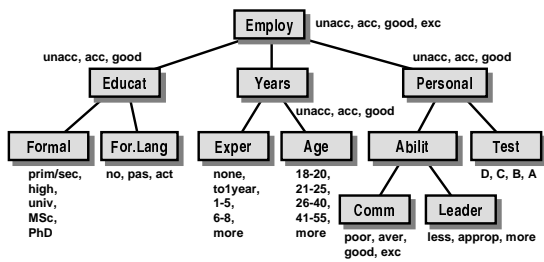 Employ
unacc, acc, good, exc
unacc, acc, good
unacc, acc, good
Educat
Years
Personal
unacc, acc, good
Formal
For.Lang
Exper
Age
Abilit
Test
prim/sec,
high,
univ,
MSc,
PhD
no, pas, act
none,
to1year,
1-5,
6-8,
more
18-20,
21-25,
26-40,
41-55,
more
D, C, B, A
Comm
Leader
poor, aver,
good, exc
less, approp, more